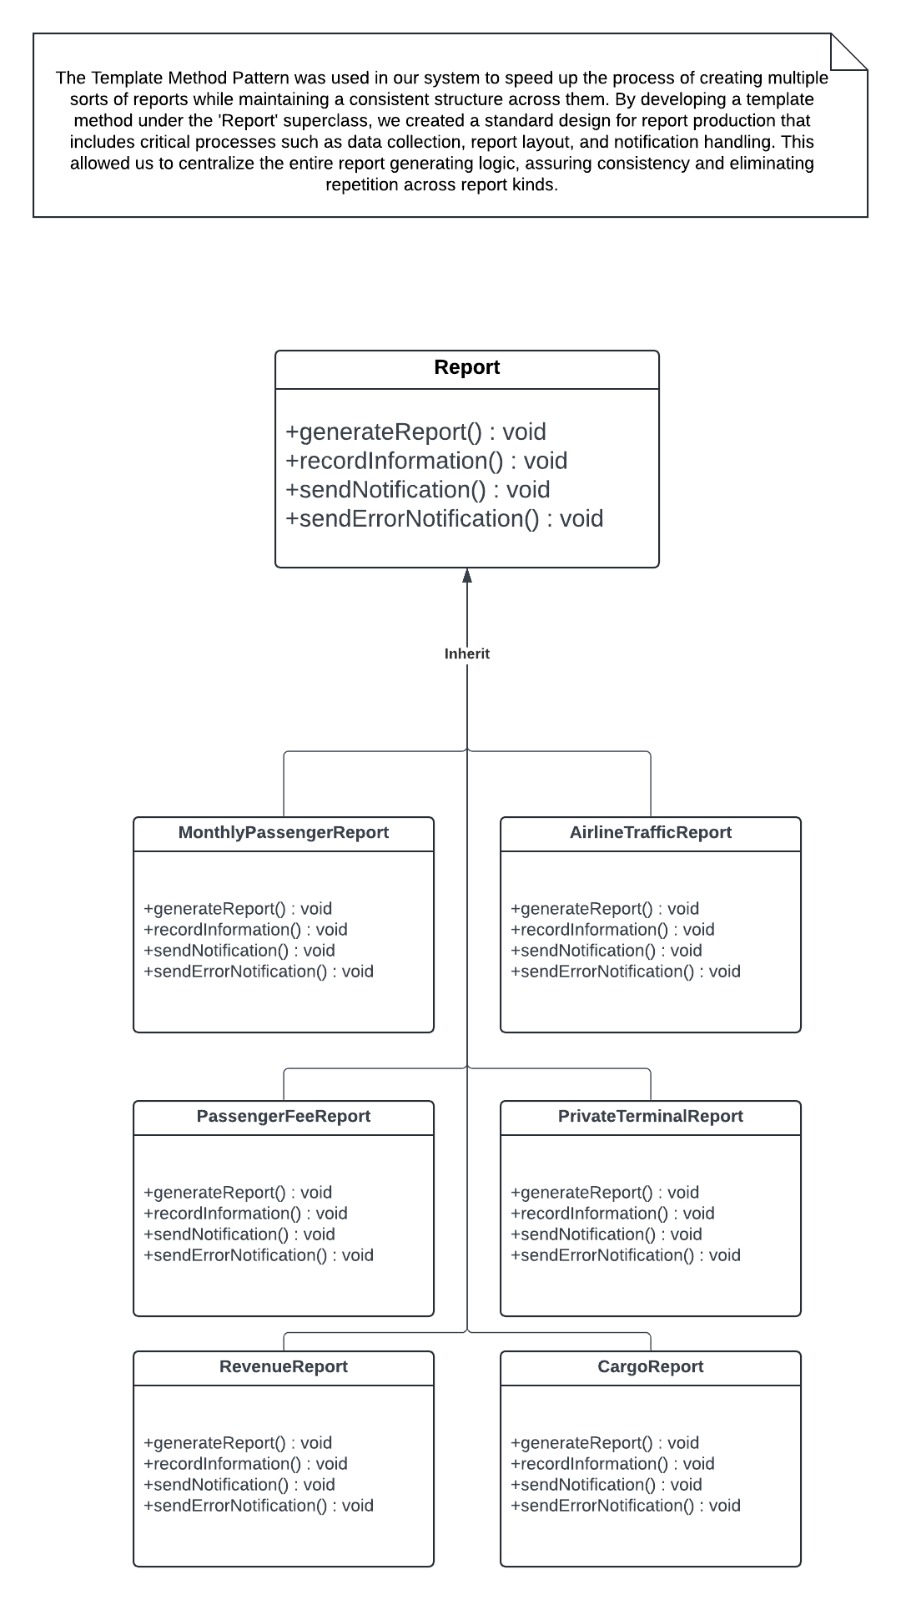 The Template Method Pattern was used in our system to speed up the process of creating multiple
sorts of reports while maintaining a consistent structure across them. By developing a template
method under the 'Report' superclass, we created a standard design for report production that
includes critical processes such as data collection, report layout, and notification handling. This
allowed us to centralize the entire report generating logic, assuring consistency and eliminating
repetition across report kinds.
Report
+generateReport() : void
+recordInformation() : void
+sendNotification() : void
+sendErrorNotification() : void
Inherit
MonthlyPassengerReport
+generateReport() : void
+recordInformation() : void
+sendNotification() : void
+sendErrorNotification() : void
AirlineTrafficReport
+generateReport() : void
+recordInformation() : void
+sendNotification() : void
+sendErrorNotification() : void
PassengerFeeReport
+generateReport() : void
+recordInformation() : void
+sendNotification() : void
+sendErrorNotification() : void
PrivateTerminalReport
+generateReport() : void
+recordInformation() : void
+sendNotification() : void
+sendErrorNotification() : void
RevenueReport
+generateReport() : void
+recordInformation() : void
+sendNotification() : void
+sendErrorNotification() : void
CargoReport
+generateReport() : void
+recordInformation() : void
+sendNotification() : void
+sendErrorNotification() : void